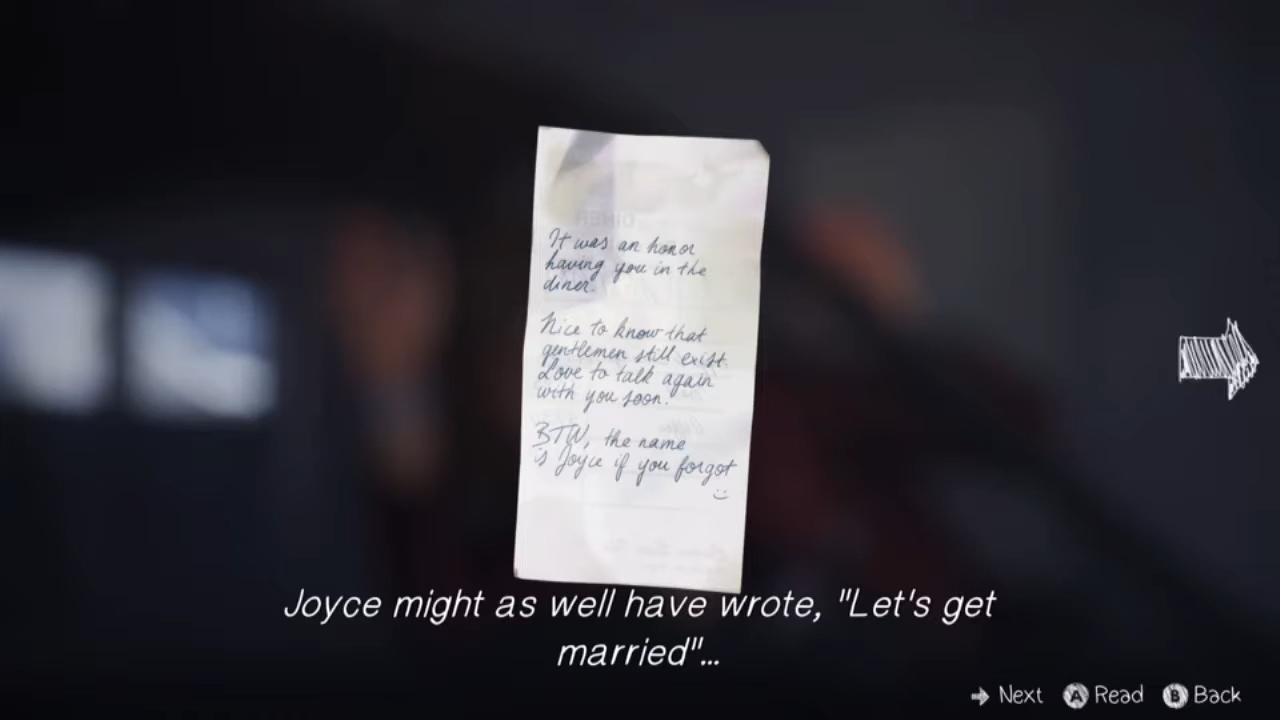 DINER
It was an honor
having you in the
diner.
Nice to know that
gentlemen still exist.
Love to talk again
with you soon.
BTW, the name
is Joyce if you forgot
:)
Joyce might as well have wrote, "Let's get
married"...
Next A Read B Back